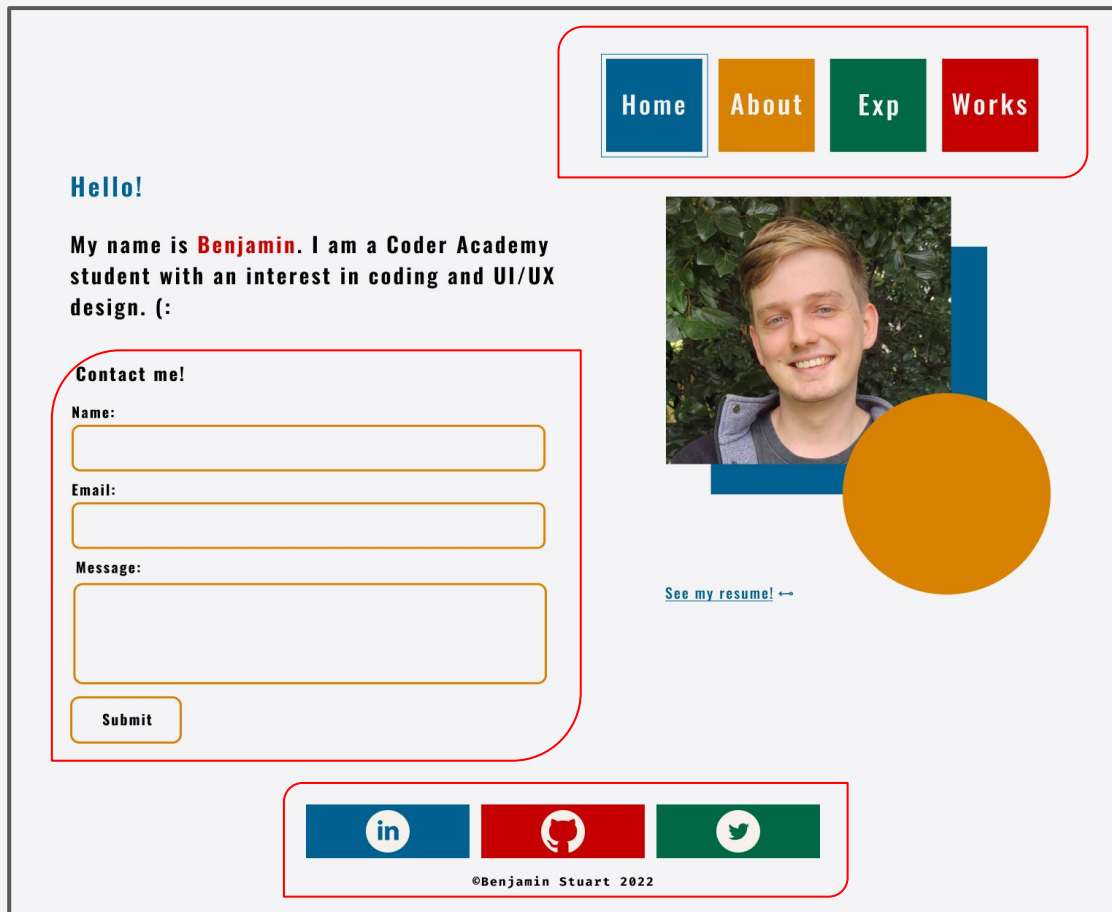 Home About Exp Works
Hello!
My name is Benjamin. I am a Coder Academy
student with an interest in coding and UI/UX
design. (:
Contact me!
Name:
Email:
Message:
Submit
See my resume!
in
©Benjamin Stuart 2022